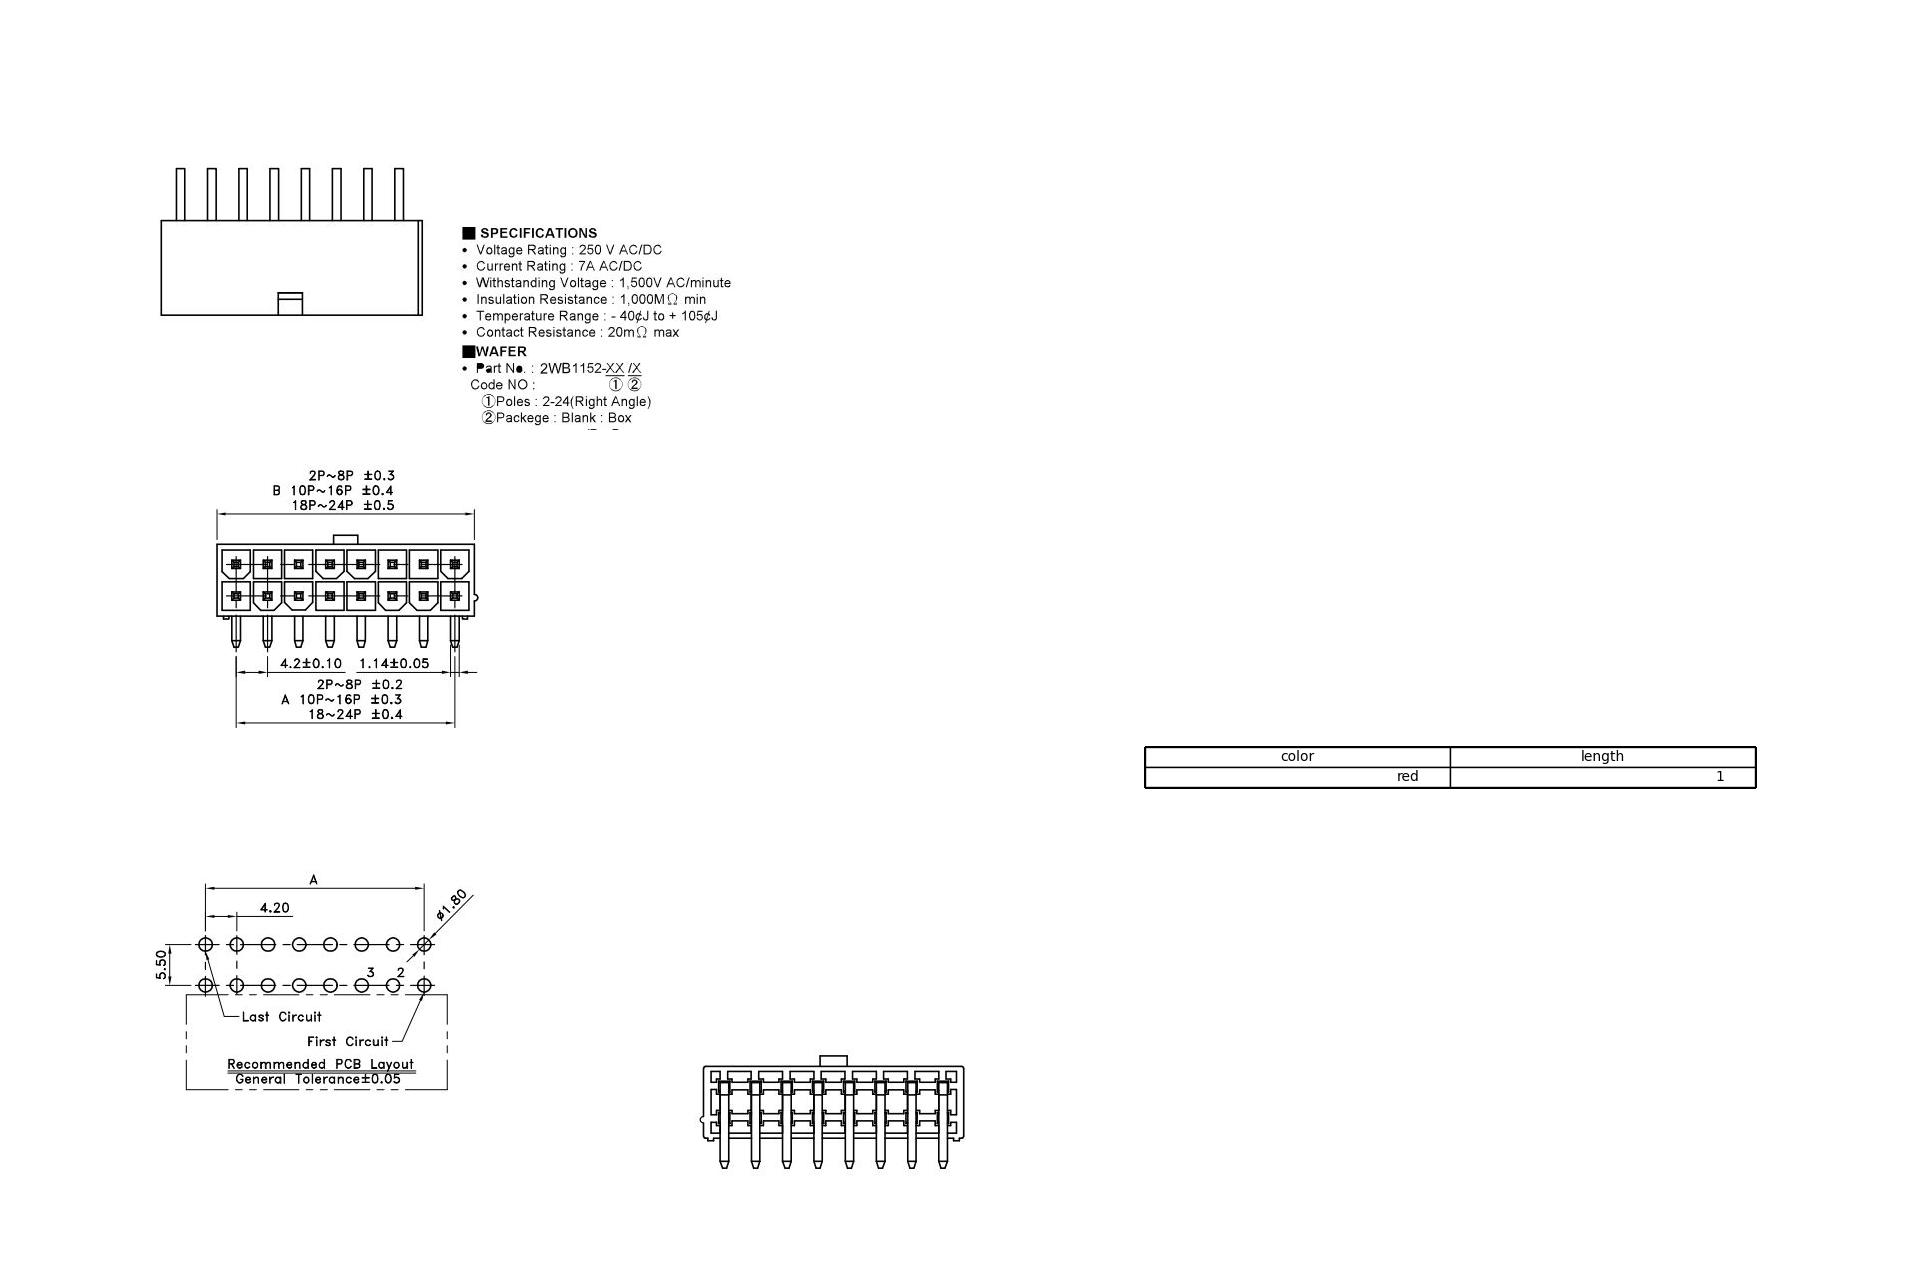 ■ SPECIFICATIONS
• Voltage Rating : 250 V AC/DC
• Current Rating : 7A AC/DC
• Withstanding Voltage : 1,500V AC/minute
• Insulation Resistance : 1,000MΩ min
• Temperature Range : - 40¢J to + 105¢J
• Contact Resistance : 20mΩ max
■WAFER
• Part No. : 2WB1152-XX /X
Code NO : ① ②
①Poles : 2-24(Right Angle)
②Packege : Blank : Box
2P~8P ±0.3
B 10P~16P ±0.4
18P~24P ±0.5
4.2±0.10 1.14±0.05
2P~8P ±0.2
A 10P~16P ±0.3
18~24P ±0.4
color length
red 1
A
4.20
ø1.80
5.50
3 2
Last Circuit
First Circuit
Recommended PCB Layout
General Tolerance±0.05